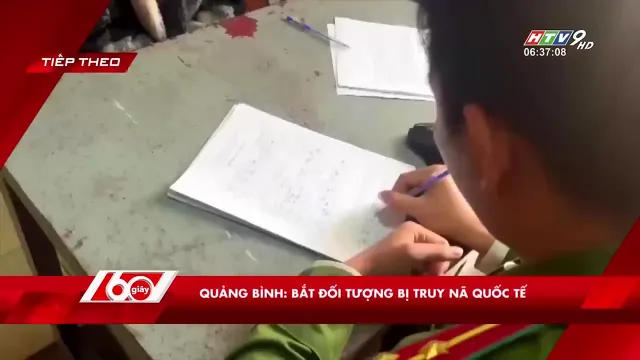 TIẾP THEO
HTV9 HD
06:37:08
60 giây
QUẢNG BÌNH: BẮT ĐỐI TƯỢNG BỊ TRUY NÃ QUỐC TẾ